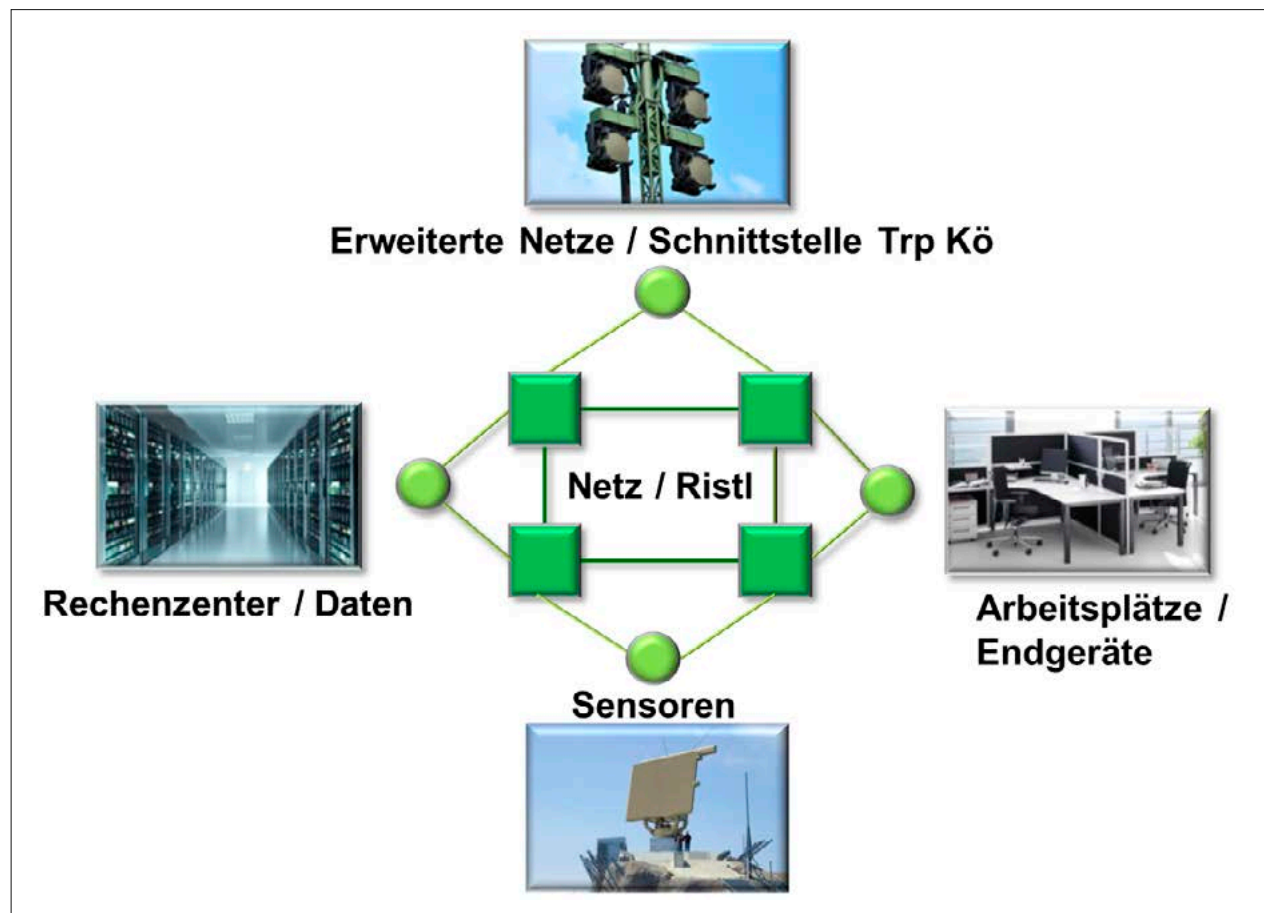 Erweiterte Netze / Schnittstelle Trp Kö
Netz / Ristl
Rechenzenter / Daten
Arbeitsplätze /
Endgeräte
Sensoren